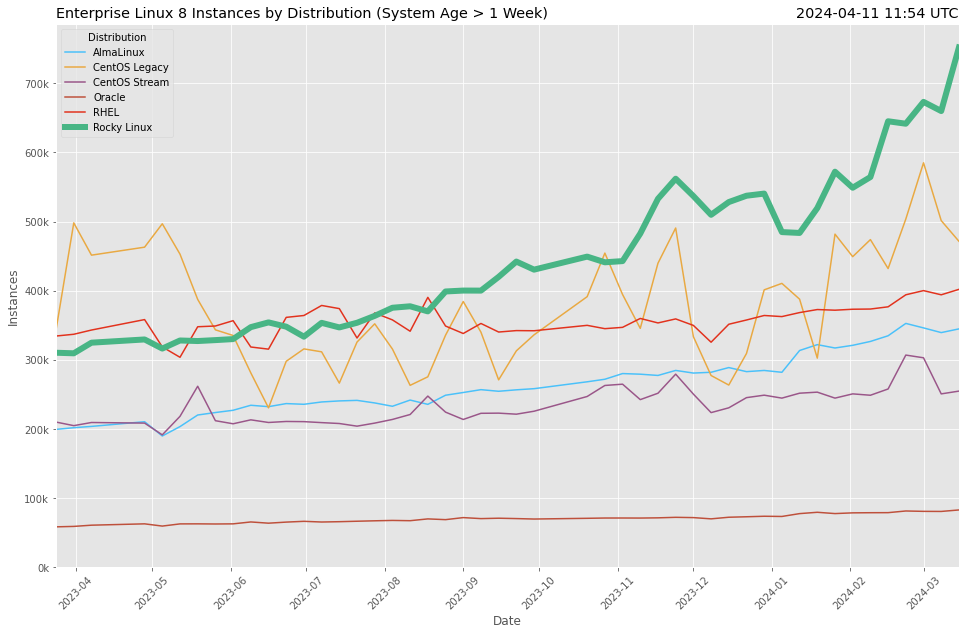 Enterprise Linux 8 Instances by Distribution (System Age > 1 Week)
2024-04-11 11:54 UTC
Distribution
AlmaLinux
CentOS Legacy
CentOS Stream
Oracle
RHEL
Rocky Linux
700k
600k
500k
400k
300k
200k
100k
0k
Instances
2023-04
2023-05
2023-06
2023-07
2023-08
2023-09
2023-10
2023-11
2023-12
2024-01
2024-02
2024-03
Date